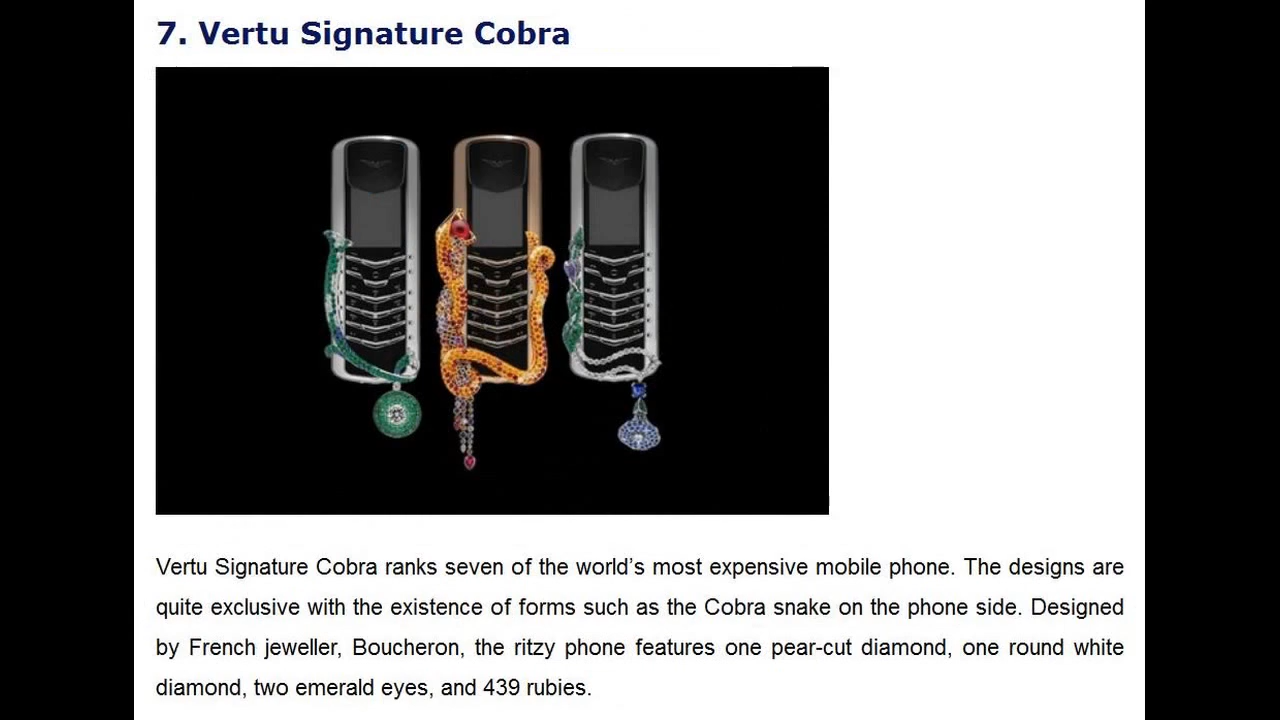 7. Vertu Signature Cobra
Vertu Signature Cobra ranks seven of the world’s most expensive mobile phone. The designs are
quite exclusive with the existence of forms such as the Cobra snake on the phone side. Designed
by French jeweller, Boucheron, the ritzy phone features one pear-cut diamond, one round white
diamond, two emerald eyes, and 439 rubies.